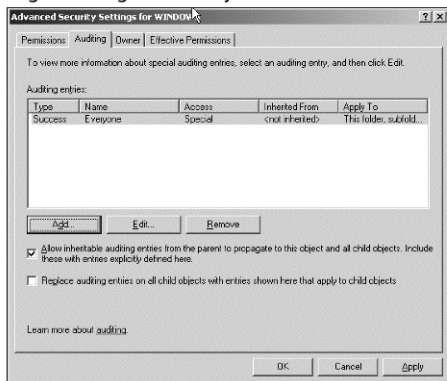 Advanced Security Settings for WINDOW
Permissions Auditing Owner Effective Permissions
To view more information about special auditing entries, select an auditing entry, and then click Edit.
Auditing entries:
Type Name Access Inherited From Apply To
Success Everyone Special <not inherited> This folder, subfold...
Add... Edit... Remove
Allow inheritable auditing entries from the parent to propagate to this object and all child objects. Include
these with entries explicitly defined here.
Replace auditing entries on all child objects with entries shown here that apply to child objects
Learn more about auditing.
OK Cancel Apply